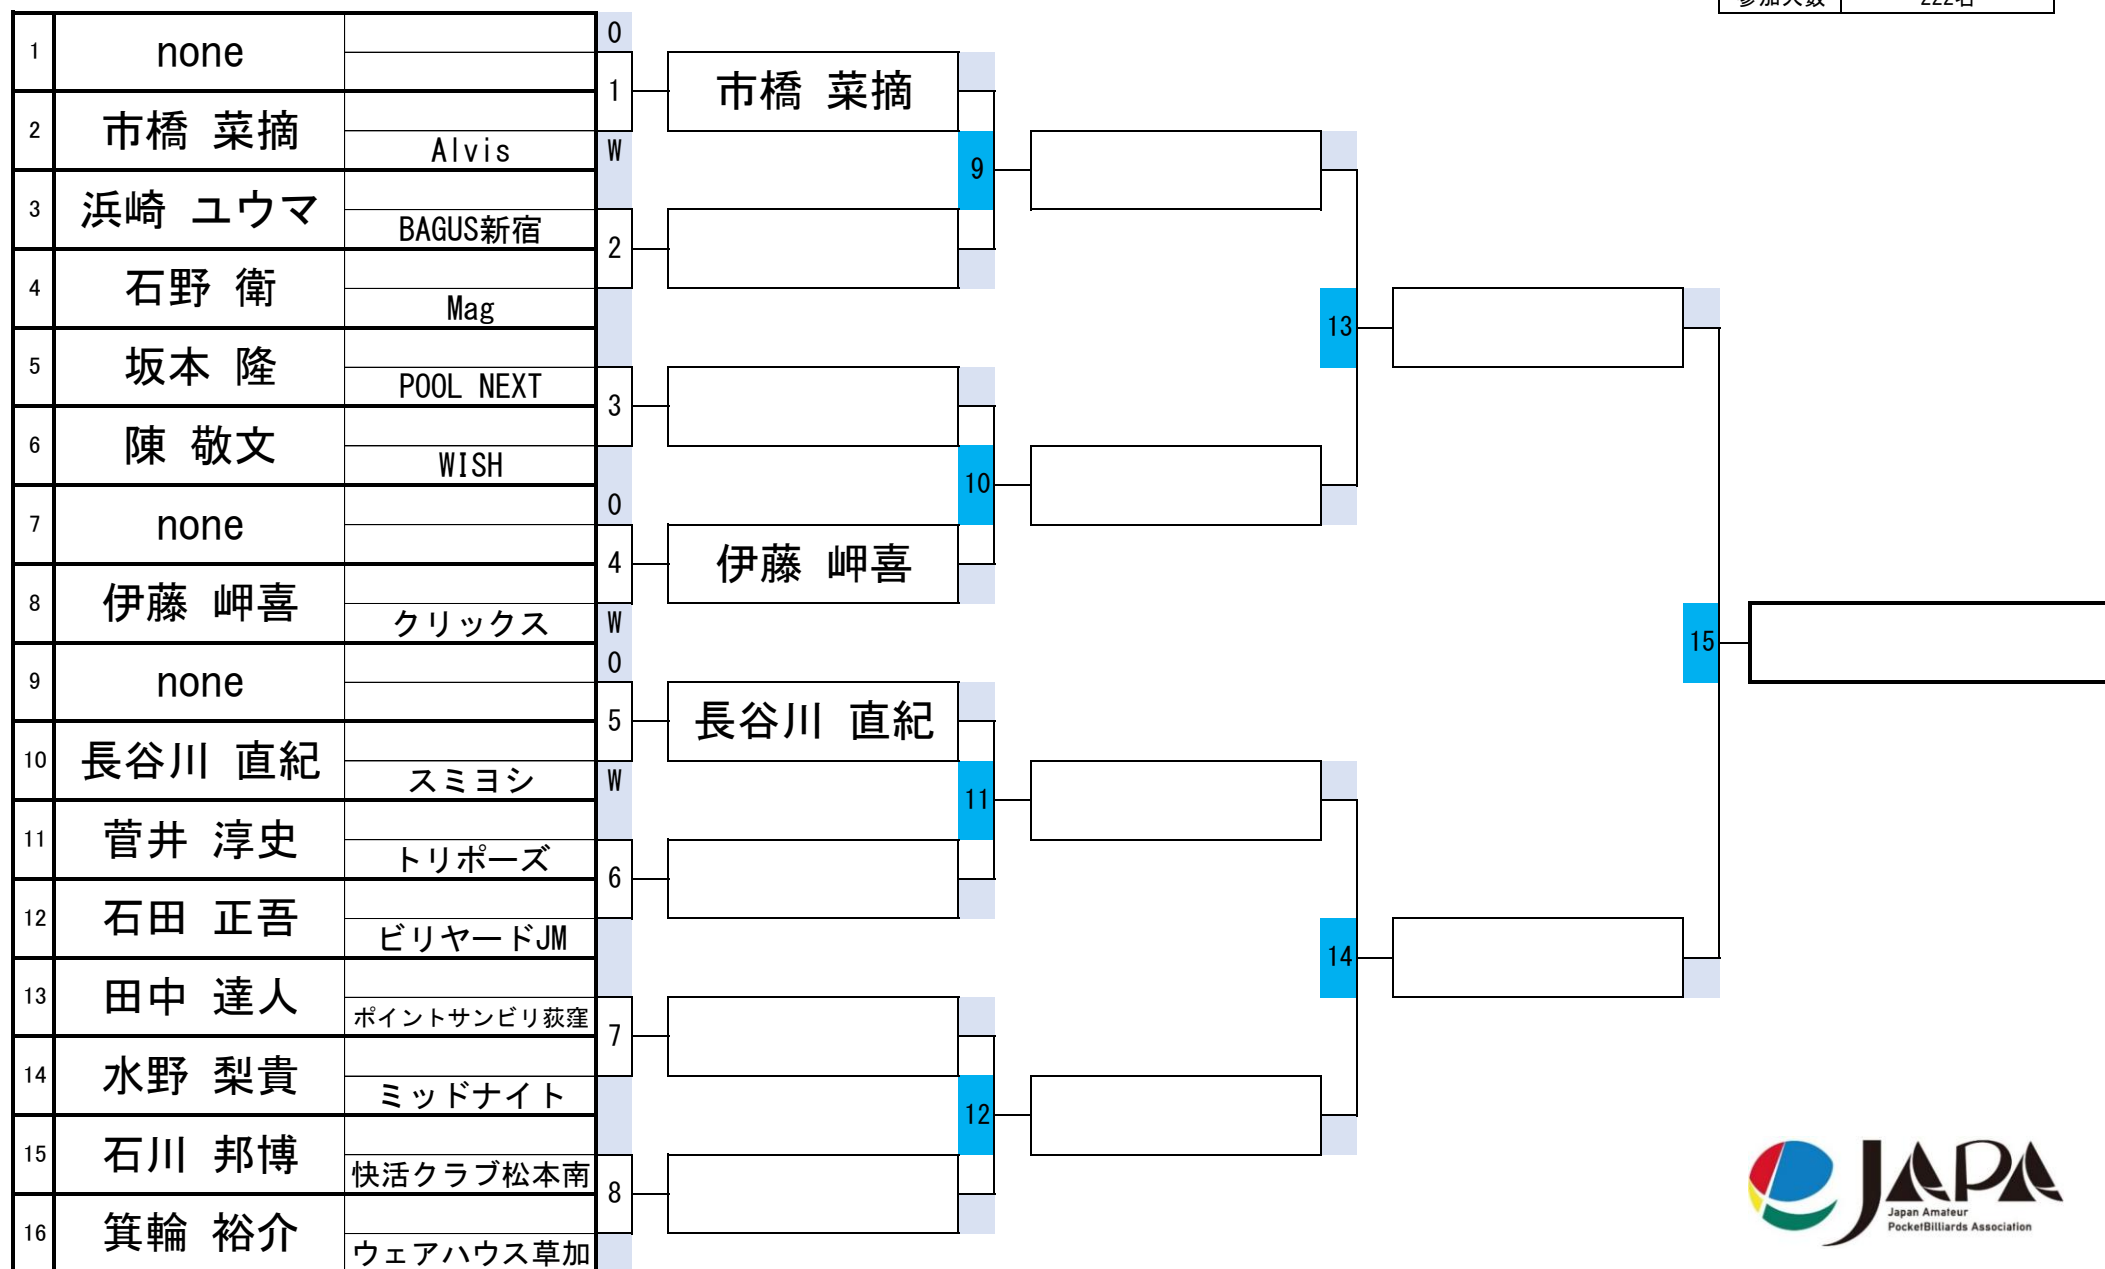 参加人数 222名
1 none 0
1 市橋 菜摘
2 市橋 菜摘 Alvis W
9
3 浜崎 ユウマ BAGUS新宿
2
4 石野 衛 Mag
13
5 坂本 隆 POOL NEXT
3
6 陳 敬文 WISH
10
7 none 0
4 伊藤 岬喜
8 伊藤 岬喜 クリックス W
15
9 none 0
5 長谷川 直紀
10 長谷川 直紀 スミヨシ W
11
11 菅井 淳史 トリポーズ
6
12 石田 正吾 ビリヤードJM
14
13 田中 達人 ポイントサンビリ荻窪
7
14 水野 梨貴 ミッドナイト
12
15 石川 邦博 快活クラブ松本南
8
16 箕輪 裕介 ウェアハウス草加
JAPA
Japan Amateur
PocketBilliards Association